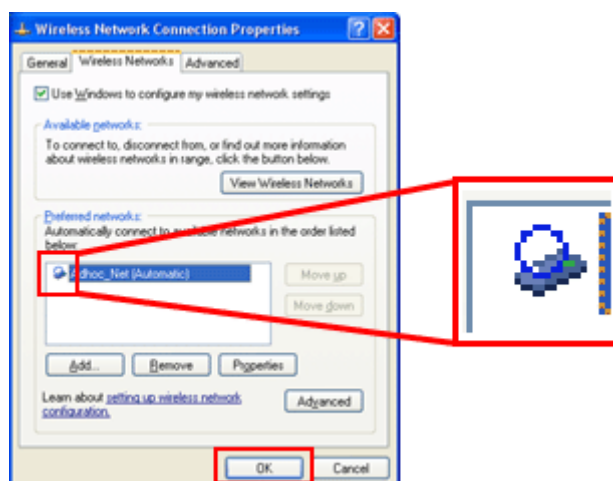 Wireless Network Connection Properties
General Wireless Networks Advanced
Use Windows to configure my wireless network settings
Available networks:
To connect to, disconnect from, or find out more information
about wireless networks in range, click the button below.
View Wireless Networks
Preferred networks:
Automatically connect to available networks in the order listed
below:
Adhoc_Net (Automatic)
Move up
Move down
Add...
Remove
Properties
Learn about setting up wireless network
configuration.
Advanced
OK
Cancel